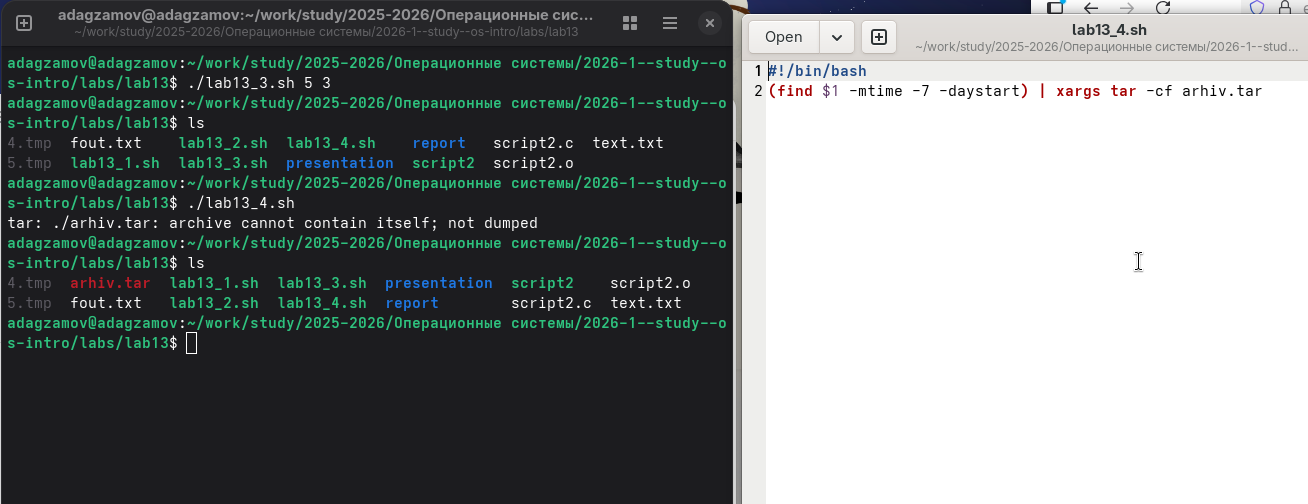 adagzamov@adagzamov:~/work/study/2025-2026/Операционные сис...
~/work/study/2025-2026/Операционные системы/2026-1--study--os-intro/labs/lab13
adagzamov@adagzamov:~/work/study/2025-2026/Операционные системы/2026-1--study--o
s-intro/labs/lab13$ ./lab13_3.sh 5 3
adagzamov@adagzamov:~/work/study/2025-2026/Операционные системы/2026-1--study--o
s-intro/labs/lab13$ ls
4.tmp fout.txt lab13_2.sh lab13_4.sh report script2.c text.txt
5.tmp lab13_1.sh lab13_3.sh presentation script2 script2.o
adagzamov@adagzamov:~/work/study/2025-2026/Операционные системы/2026-1--study--o
s-intro/labs/lab13$ ./lab13_4.sh
tar: ./arhiv.tar: archive cannot contain itself; not dumped
adagzamov@adagzamov:~/work/study/2025-2026/Операционные системы/2026-1--study--o
s-intro/labs/lab13$ ls
4.tmp arhiv.tar lab13_1.sh lab13_3.sh presentation script2 script2.o
5.tmp fout.txt lab13_2.sh lab13_4.sh report script2.c text.txt
adagzamov@adagzamov:~/work/study/2025-2026/Операционные системы/2026-1--study--o
s-intro/labs/lab13$
Open
lab13_4.sh
~/work/study/2025-2026/Операционные системы/2026-1--stud...
1 #!/bin/bash
2 (find $1 -mtime -7 -daystart) | xargs tar -cf arhiv.tar